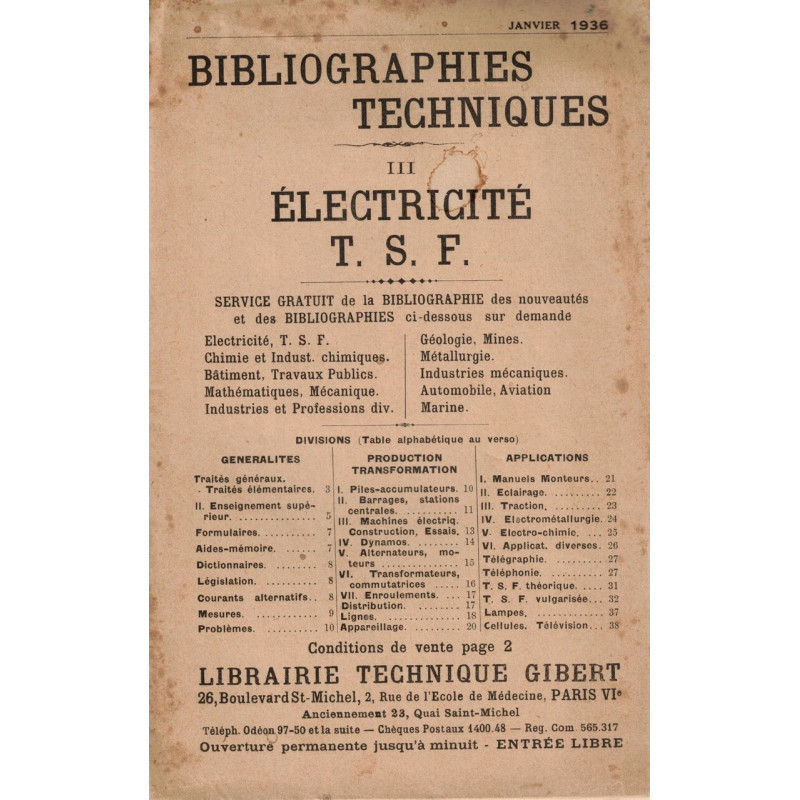 JANVIER 1936
BIBLIOGRAPHIES
TECHNIQUES
III
ÉLECTRICITÉ
T. S. F.
SERVICE GRATUIT de la BIBLIOGRAPHIE des nouveautés
et des BIBLIOGRAPHIES ci-dessous sur demande
Electricité, T. S. F.
Chimie et Indust. chimiques.
Bâtiment, Travaux Publics.
Mathématiques, Mécanique.
Industries et Professions div.
Géologie, Mines.
Métallurgie.
Industries mécaniques.
Automobile, Aviation
Marine.
DIVISIONS (Table alphabétique au verso)
GENERALITES
Traités généraux.
. Traités élémentaires. 3
II. Enseignement supé-
rieur. ............... 5
Formulaires. .......... 7
Aides-mémoire. ....... 7
Dictionnaires. ........ 8
Législation. .......... 8
Courants alternatifs.. 8
Mesures. ............. 9
Problèmes. .......... 10
PRODUCTION
TRANSFORMATION
I. Piles-accumulateurs. 10
II. Barrages, stations
centrales. .......... 11
III. Machines électriq.
Construction, Essais. 13
IV. Dynamos. ........ 14
V. Alternateurs, mo-
teurs ............... 15
VI. Transformateurs,
commutatrices ...... 16
VII. Enroulements. ... 17
Distribution. ........ 17
Lignes. .............. 18
Appareillage. ........ 20
APPLICATIONS
I. Manuels Monteurs.. 21
II. Eclairage. ......... 22
III. Traction. ......... 23
IV. Electrométallurgie. 24
V Electro-chimie. ... 25
VI. Applicat. diverses. 26
Télégraphie. ......... 27
Téléphonie. .......... 27
T. S. F. théorique. .... 31
T. S. F. vulgarisée... 32
Lampes. ............. 37
Cellules. Télévision... 38
Conditions de vente page 2
LIBRAIRIE TECHNIQUE GIBERT
26, Boulevard St-Michel, 2, Rue de l'Ecole de Médecine, PARIS VIe
Anciennement 23, Quai Saint-Michel
Téléph. Odéon 97-50 et la suite — Chèques Postaux 1400.48 — Reg. Com. 565.317
Ouverture permanente jusqu'à minuit - ENTRÉE LIBRE